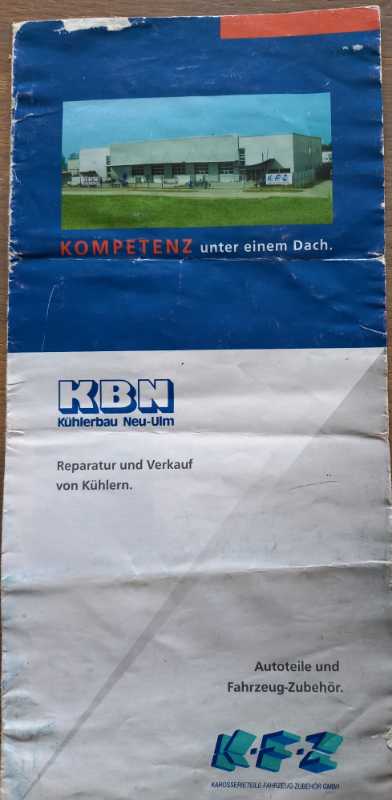 K·F·Z
KOMPETENZ unter einem Dach.
KBN
Kühlerbau Neu-Ulm
Reparatur und Verkauf
von Kühlern.
Autoteile und
Fahrzeug-Zubehör.
K·F·Z
KAROSSERIETEILE-FAHRZEUG-ZUBEHÖR GMBH